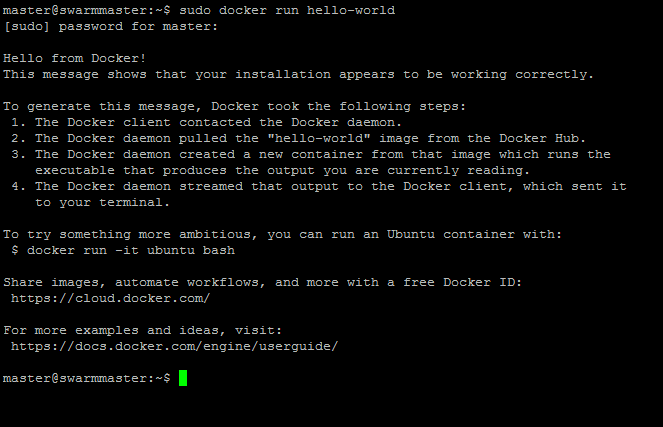 master@swarmmaster:~$ sudo docker run hello-world
[sudo] password for master:
Hello from Docker!
This message shows that your installation appears to be working correctly.
To generate this message, Docker took the following steps:
1. The Docker client contacted the Docker daemon.
2. The Docker daemon pulled the "hello-world" image from the Docker Hub.
3. The Docker daemon created a new container from that image which runs the
executable that produces the output you are currently reading.
4. The Docker daemon streamed that output to the Docker client, which sent it
to your terminal.
To try something more ambitious, you can run an Ubuntu container with:
$ docker run -it ubuntu bash
Share images, automate workflows, and more with a free Docker ID:
https://cloud.docker.com/
For more examples and ideas, visit:
https://docs.docker.com/engine/userguide/
master@swarmmaster:~$